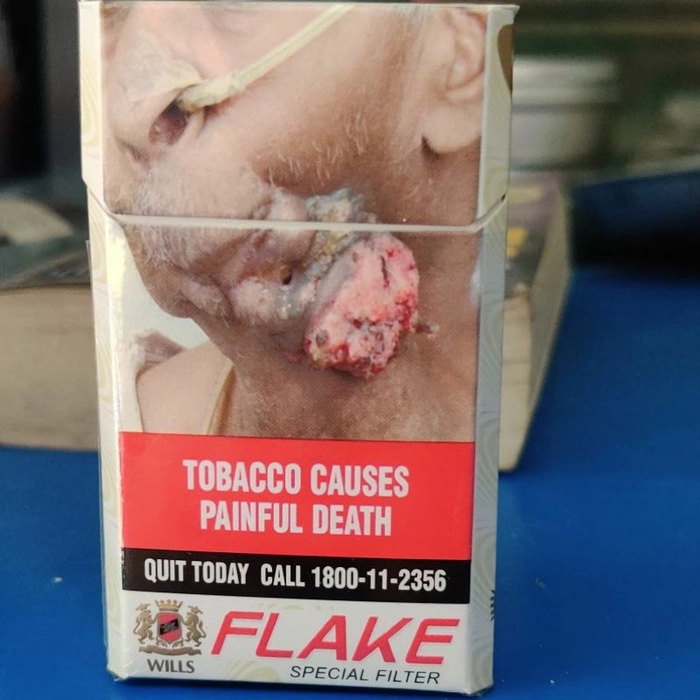 TOBACCO CAUSES
PAINFUL DEATH
QUIT TODAY CALL 1800-11-2356
WILLS
FLAKE
SPECIAL FILTER